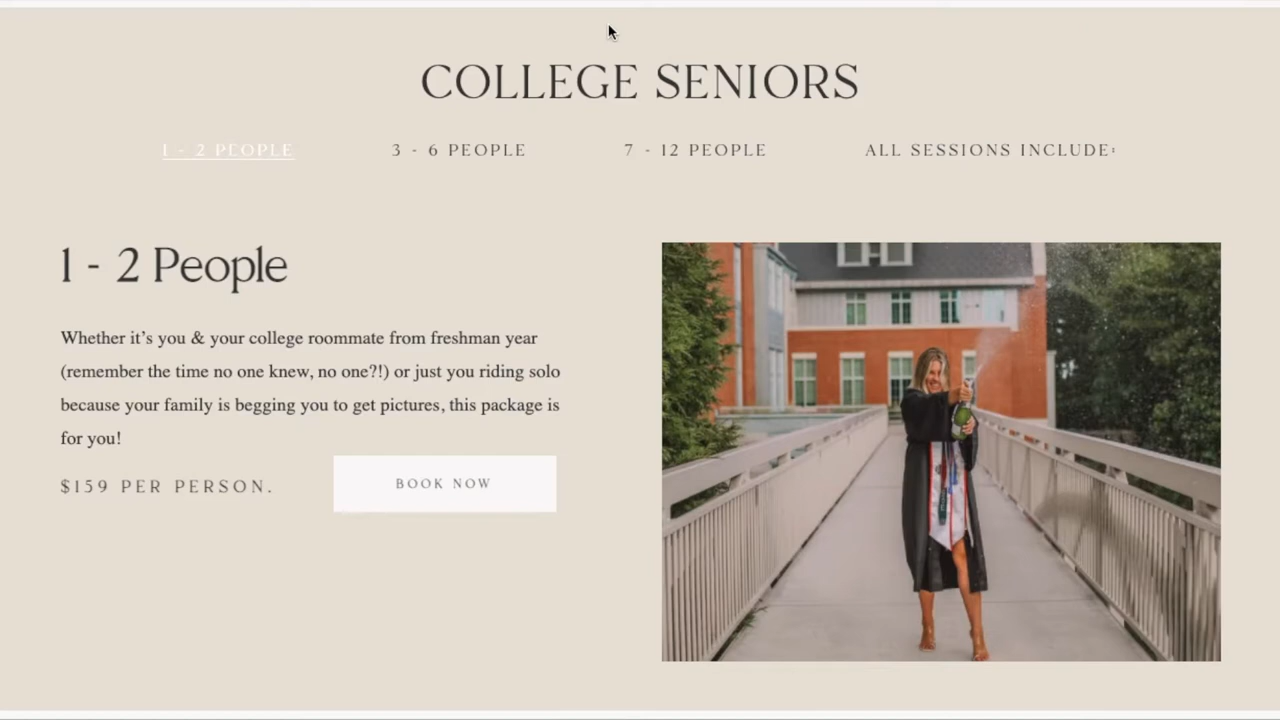 COLLEGE SENIORS
1 - 2 PEOPLE
3 - 6 PEOPLE
7 - 12 PEOPLE
ALL SESSIONS INCLUDE:
1 - 2 People
Whether it’s you & your college roommate from freshman year
(remember the time no one knew, no one?!) or just you riding solo
because your family is begging you to get pictures, this package is
for you!
$159 PER PERSON.
BOOK NOW